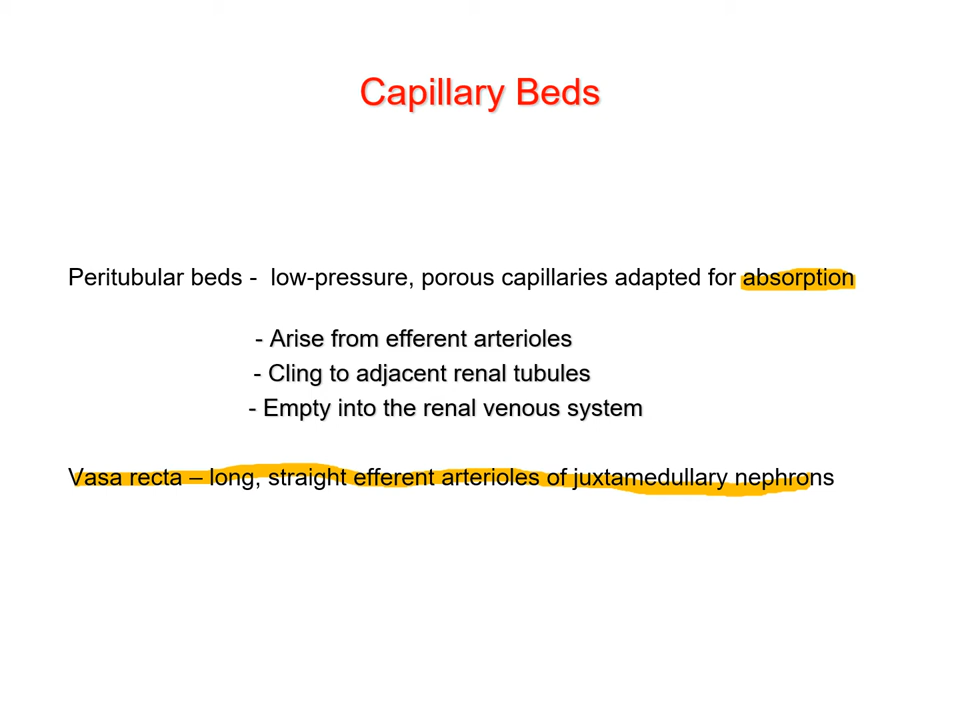 Capillary Beds
Peritubular beds -  low-pressure, porous capillaries adapted for absorption
- Arise from efferent arterioles
- Cling to adjacent renal tubules
- Empty into the renal venous system
Vasa recta – long, straight efferent arterioles of juxtamedullary nephrons